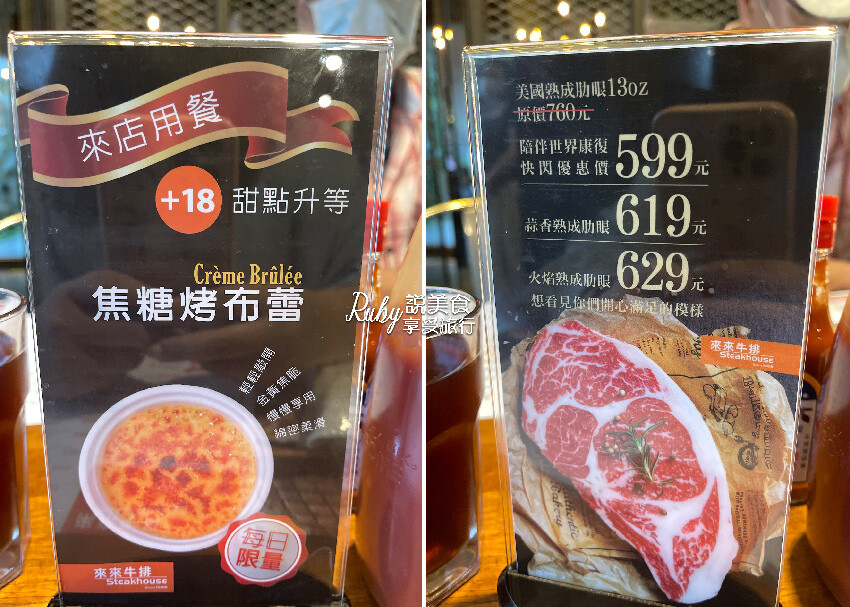 來店用餐
+18 甜點升等
Crème Brûlée
焦糖烤布蕾
輕輕敲開
金黃焦脆
慢慢享用
綿密柔滑
每日
限量
來來牛排
Steakhouse
Ruby 說美食
享受旅行
美國熟成肋眼13oz
原價760元
陪伴世界康復
快閃優惠價 599元
蒜香熟成肋眼 619元
火焰熟成肋眼 629元
想看見你們開心滿足的模樣
來來牛排
Steakhouse